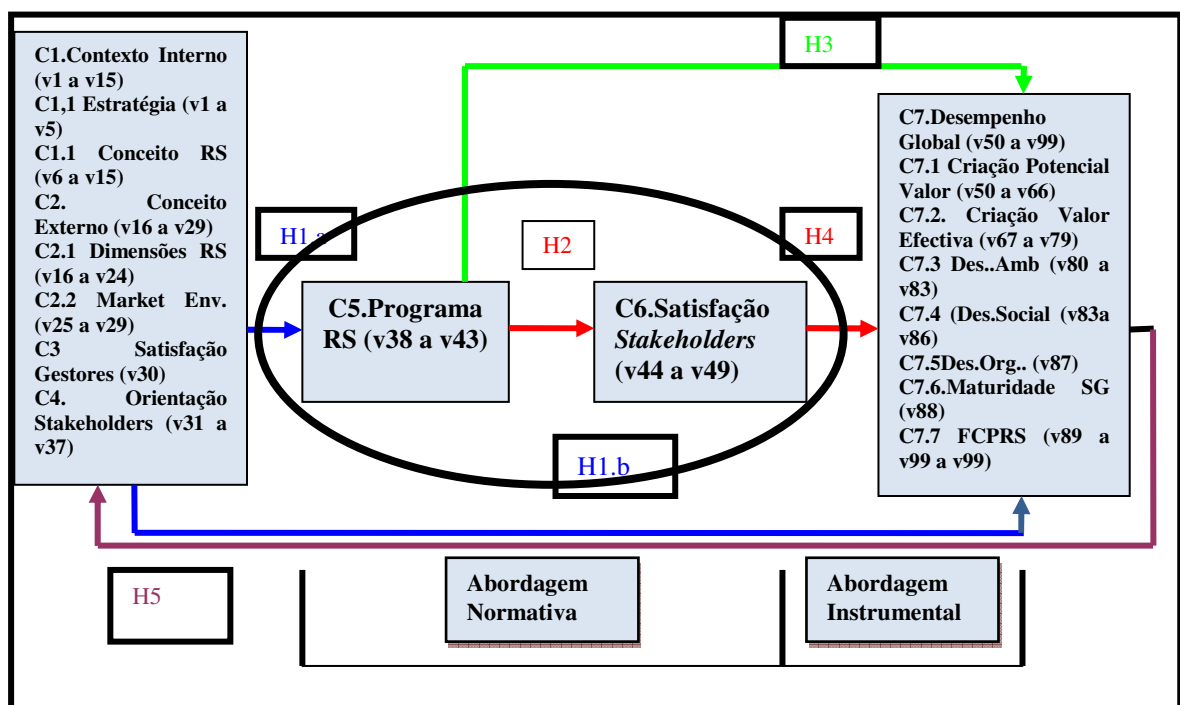 C1.Contexto Interno
(v1 a v15)
C1,1 Estratégia (v1 a
v5)
C1.1 Conceito RS
(v6 a v15)
C2. Conceito
Externo (v16 a v29)
C2.1 Dimensões RS
(v16 a v24)
C2.2 Market Env.
(v25 a v29)
C3 Satisfação
Gestores (v30)
C4. Orientação
Stakeholders (v31 a
v37)
H1.a
H2
H3
H4
C5.Programa
RS (v38 a v43)
C6.Satisfação
Stakeholders
(v44 a v49)
H1.b
C7.Desempenho
Global (v50 a v99)
C7.1 Criação Potencial
Valor (v50 a v66)
C7.2. Criação Valor
Efectiva (v67 a v79)
C7.3 Des..Amb (v80 a
v83)
C7.4 (Des.Social (v83a
v86)
C7.5Des.Org.. (v87)
C7.6.Maturidade SG
(v88)
C7.7 FCPRS (v89 a
v99 a v99)
H5
Abordagem
Normativa
Abordagem
Instrumental